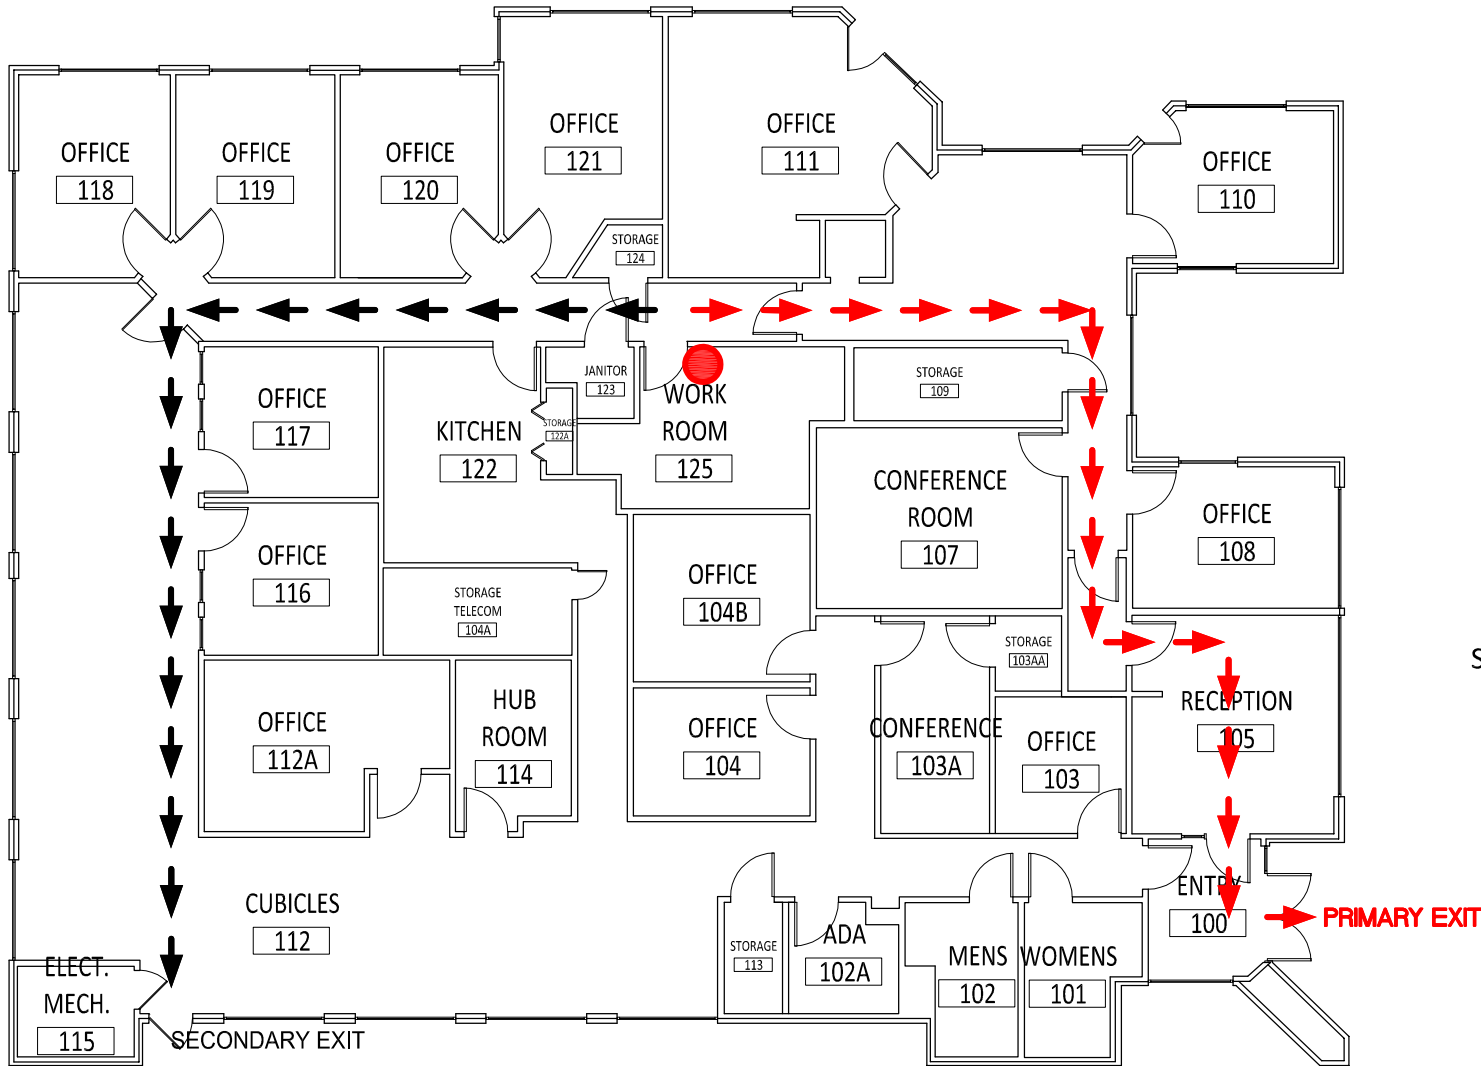 OFFICE
118
OFFICE
119
OFFICE
120
OFFICE
121
OFFICE
111
OFFICE
110
STORAGE
124
OFFICE
117
KITCHEN
122
JANITOR
123
STORAGE
122A
WORK
ROOM
125
STORAGE
109
CONFERENCE
ROOM
107
OFFICE
108
OFFICE
116
STORAGE
TELECOM
104A
OFFICE
104B
STORAGE
103AA
S
OFFICE
112A
HUB
ROOM
114
OFFICE
104
CONFERENCE
103A
OFFICE
103
RECEPTION
105
CUBICLES
112
STORAGE
113
ADA
102A
MENS
102
WOMENS
101
ENTRY
100
PRIMARY EXIT
ELECT.
MECH.
115
SECONDARY EXIT